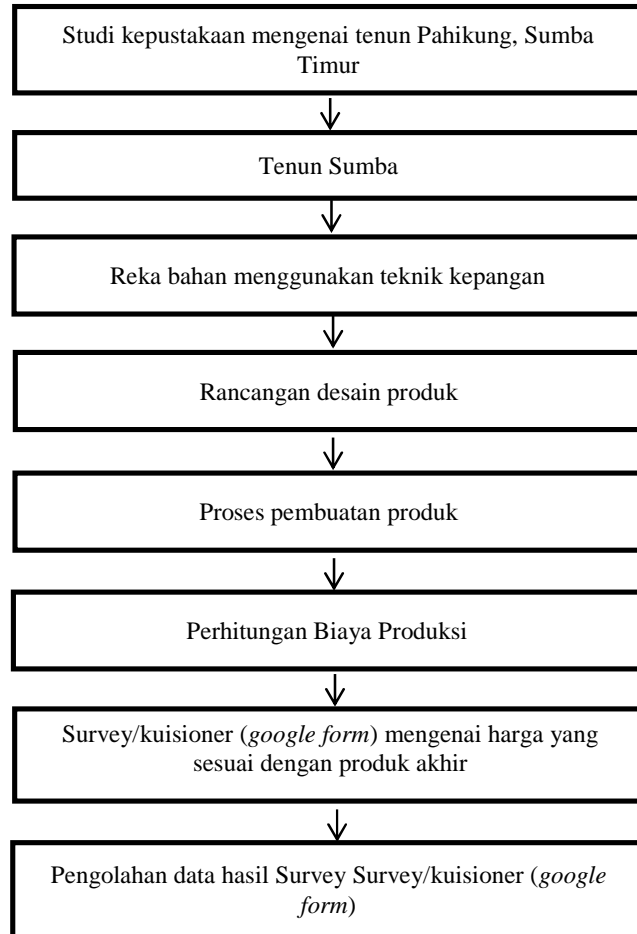 Studi kepustakaan mengenai tenun Pahikung, Sumba
Timur
Tenun Sumba
Reka bahan menggunakan teknik kepangan
Rancangan desain produk
Proses pembuatan produk
Perhitungan Biaya Produksi
Survey/kuisioner (google form) mengenai harga yang
sesuai dengan produk akhir
Pengolahan data hasil Survey Survey/kuisioner (google
form)